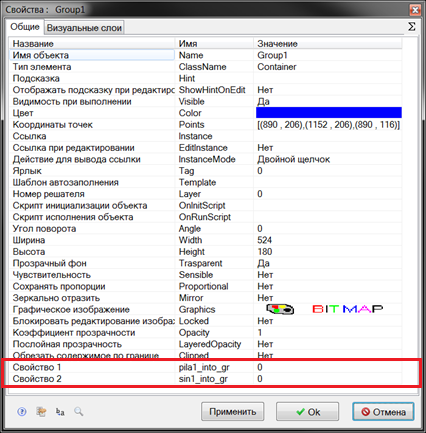 Свойства : Group1
Общие Визуальные слои Σ
Название Имя Значение
Имя объекта Name Group1
Тип элемента ClassName Container
Подсказка Hint
Отображать подсказку при редактиро ShowHintOnEdit Нет
Видимость при выполнении Visible Да
Цвет Color
Координаты точек Points [(890 , 206),(1152 , 206),(890 , 116)]
Ссылка Instance
Ссылка при редактировании EditInstance Нет
Действие для вывода ссылки InstanceMode Двойной щелчок
Ярлык Tag 0
Шаблон автозаполнения Template
Номер решателя Layer 0
Скрипт инициализации объекта OnInitScript
Скрипт исполнения объекта OnRunScript
Угол поворота Angle 0
Ширина Width 524
Высота Height 180
Прозрачный фон Trasparent Да
Чувствительность Sensible Нет
Сохранять пропорции Proportional Нет
Зеркально отразить Mirror Нет
Графическое изображение Graphics BITMAP
Блокировать редактирование изобра Locked Нет
Коэффициент прозрачности Opacity 1
Послойная прозрачность LayeredOpacity Нет
Обрезать содержимое по границе Clipped Нет
Свойство 1 pila1_into_gr 0
Свойство 2 sin1_into_gr 0
Применить Ok Отмена